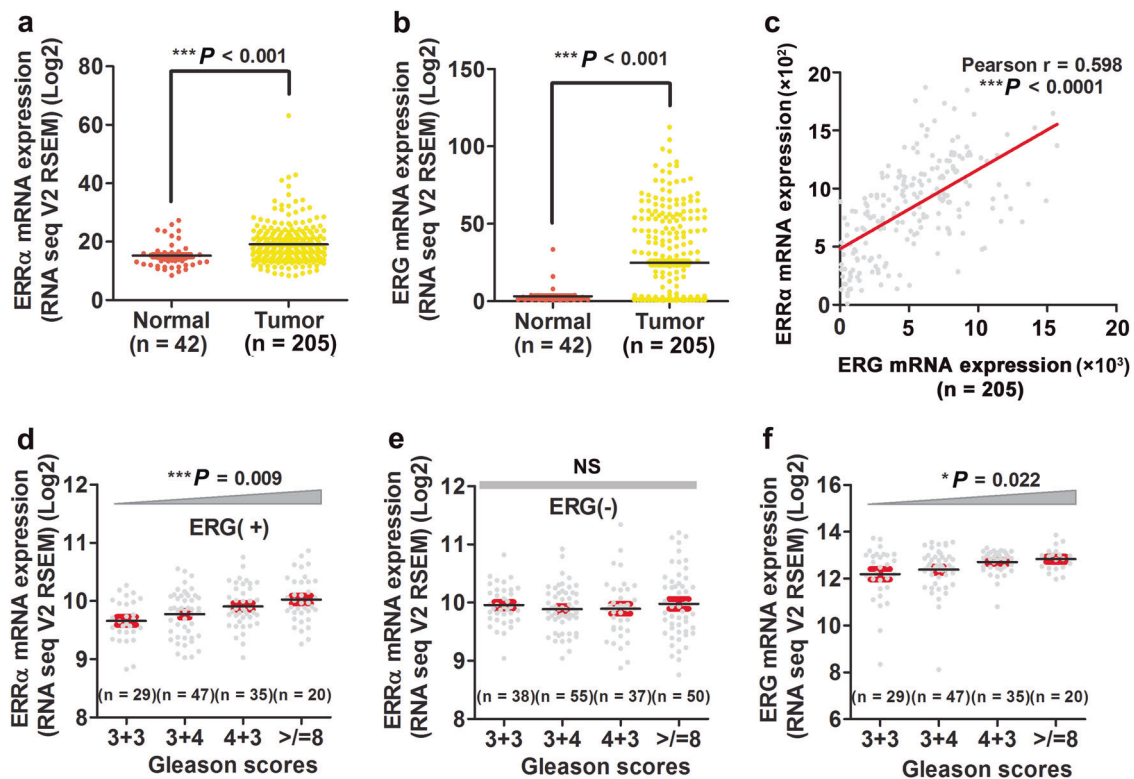 a
***P < 0.001
ERRα mRNA expression
(RNA seq V2 RSEM) (Log2)
80
60
40
20
0
Normal
(n = 42)
Tumor
(n = 205)
b
***P < 0.001
ERG mRNA expression
(RNA seq V2 RSEM) (Log2)
150
100
50
0
Normal
(n = 42)
Tumor
(n = 205)
c
Pearson r = 0.598
***P < 0.0001
ERRα mRNA expression (×10²)
20
15
10
5
0
0 5 10 15 20
ERG mRNA expression (×10³)
(n = 205)
d
***P = 0.009
ERG( +)
ERRα mRNA expression
(RNA seq V2 RSEM) (Log2)
12
11
10
9
8
(n = 29)(n = 47)(n = 35)(n = 20)
3+3 3+4 4+3 >/=8
Gleason scores
e
NS
ERG(-)
ERRα mRNA expression
(RNA seq V2 RSEM) (Log2)
12
11
10
9
8
(n = 38)(n = 55)(n = 37)(n = 50)
3+3 3+4 4+3 >/=8
Gleason scores
f
*P = 0.022
ERG mRNA expression
(RNA seq V2 RSEM) (Log2)
16
14
12
10
8
6
(n = 29)(n = 47)(n = 35)(n = 20)
3+3 3+4 4+3 >/=8
Gleason scores